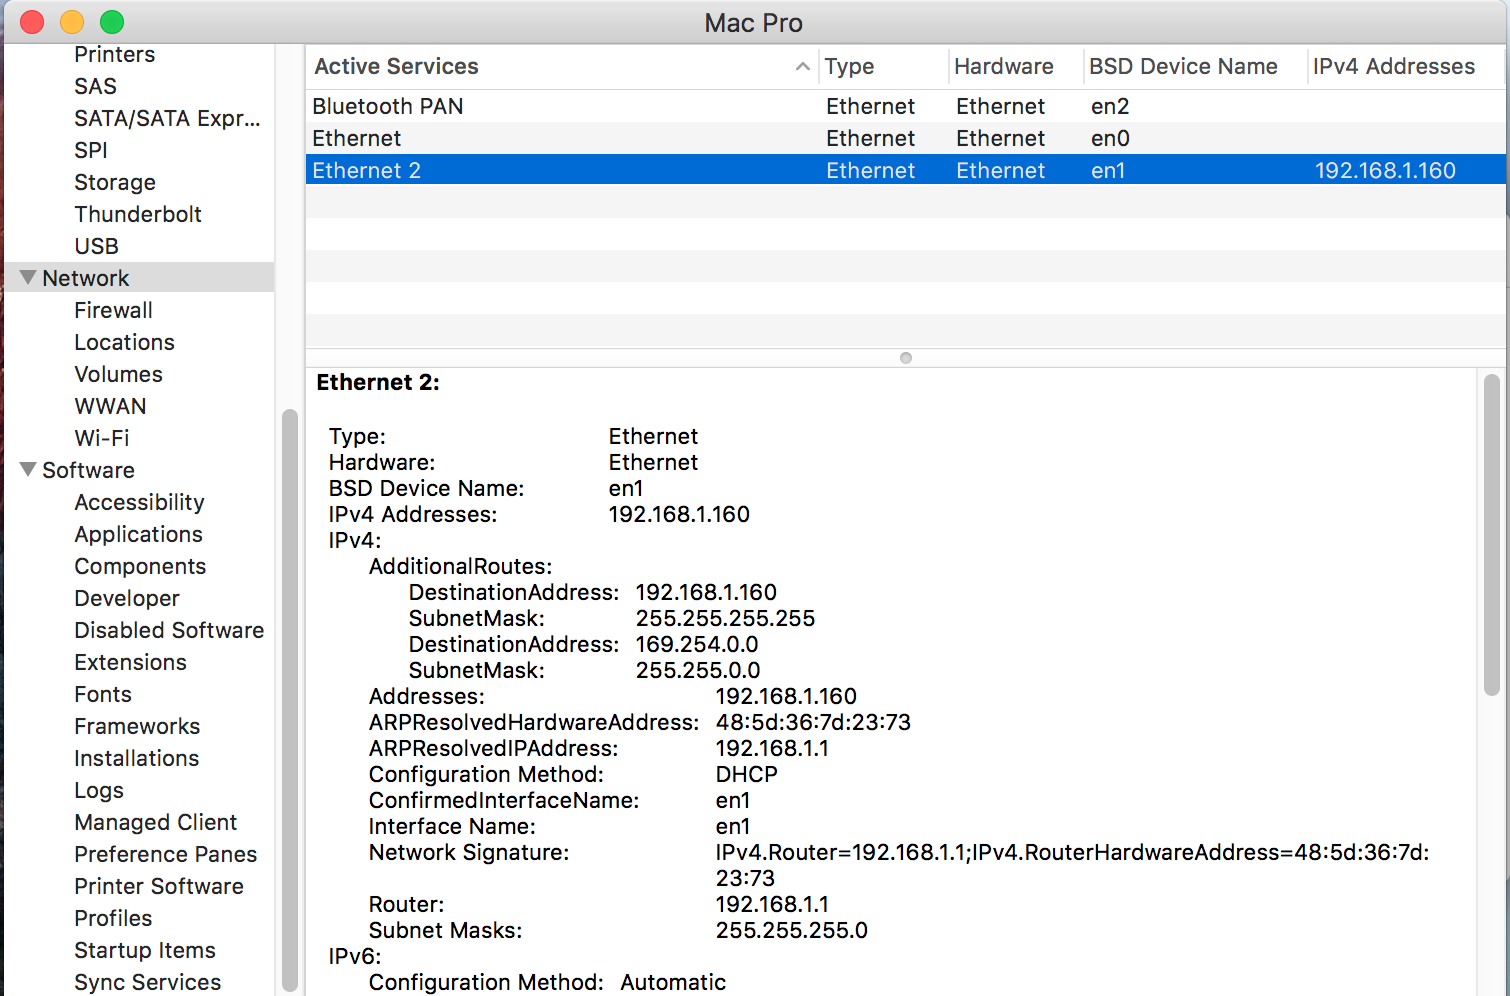 Mac Pro
Printers
SAS
SATA/SATA Expr...
SPI
Storage
Thunderbolt
USB
Network
Firewall
Locations
Volumes
WWAN
Wi-Fi
Software
Accessibility
Applications
Components
Developer
Disabled Software
Extensions
Fonts
Frameworks
Installations
Logs
Managed Client
Preference Panes
Printer Software
Profiles
Startup Items
Sync Services
Active Services Type Hardware BSD Device Name IPv4 Addresses
Bluetooth PAN Ethernet Ethernet en2
Ethernet Ethernet Ethernet en0
Ethernet 2 Ethernet Ethernet en1 192.168.1.160
Ethernet 2:
Type: Ethernet
Hardware: Ethernet
BSD Device Name: en1
IPv4 Addresses: 192.168.1.160
IPv4:
AdditionalRoutes:
DestinationAddress: 192.168.1.160
SubnetMask: 255.255.255.255
DestinationAddress: 169.254.0.0
SubnetMask: 255.255.0.0
Addresses: 192.168.1.160
ARPResolvedHardwareAddress: 48:5d:36:7d:23:73
ARPResolvedIPAddress: 192.168.1.1
Configuration Method: DHCP
ConfirmedInterfaceName: en1
Interface Name: en1
Network Signature: IPv4.Router=192.168.1.1;IPv4.RouterHardwareAddress=48:5d:36:7d:
23:73
Router: 192.168.1.1
Subnet Masks: 255.255.255.0
IPv6:
Configuration Method: Automatic